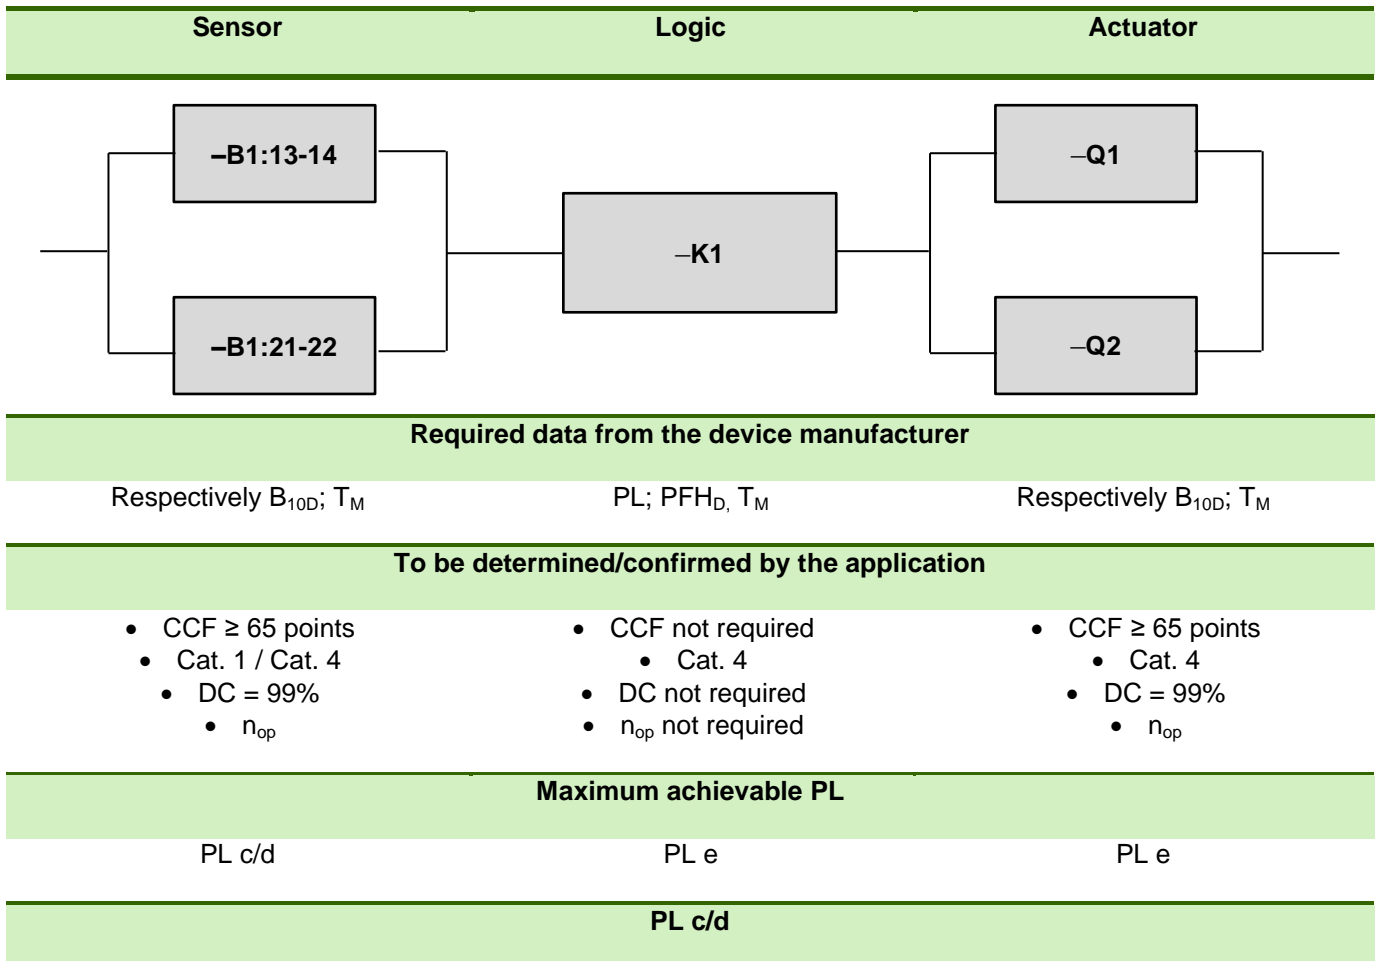 Sensor Logic Actuator
–B1:13-14 –Q1
–K1
–B1:21-22 –Q2
Required data from the device manufacturer
Respectively B10D; TM PL; PFHD, TM Respectively B10D; TM
To be determined/confirmed by the application
• CCF ≥ 65 points • CCF not required • CCF ≥ 65 points
• Cat. 1 / Cat. 4 • Cat. 4 • Cat. 4
• DC = 99% • DC not required • DC = 99%
• nop • nop not required • nop
Maximum achievable PL
PL c/d PL e PL e
PL c/d